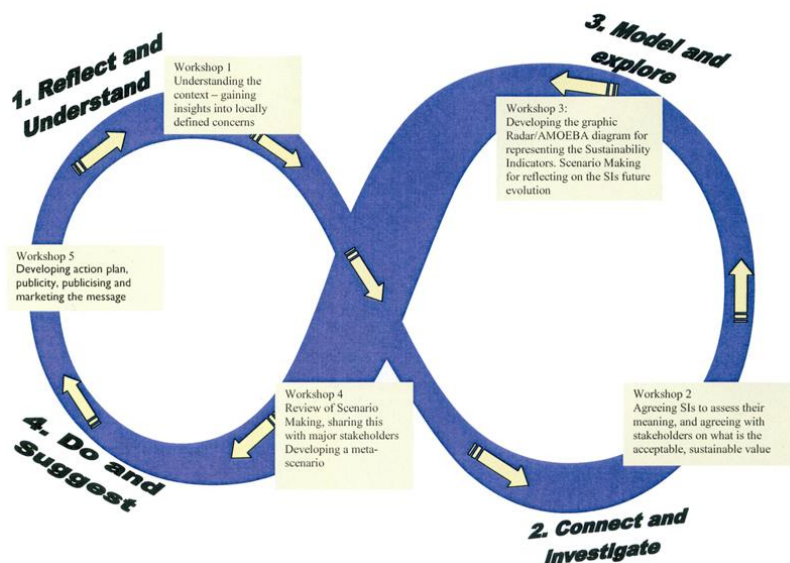 1. Reflect and
Understand
Workshop 1
Understanding the
context – gaining
insights into locally
defined concerns
3. Model and
explore
Workshop 3:
Developing the graphic
Radar/AMOEBA diagram for
representing the Sustainability
Indicators. Scenario Making
for reflecting on the SIs future
evolution
Workshop 5
Developing action plan,
publicity, publicising and
marketing the message
Workshop 4
Review of Scenario
Making, sharing this
with major stakeholders
Developing a meta-
scenario
Workshop 2
Agreeing SIs to assess their
meaning, and agreeing with
stakeholders on what is the
acceptable, sustainable value
4. Do and
Suggest
2. Connect and
investigate